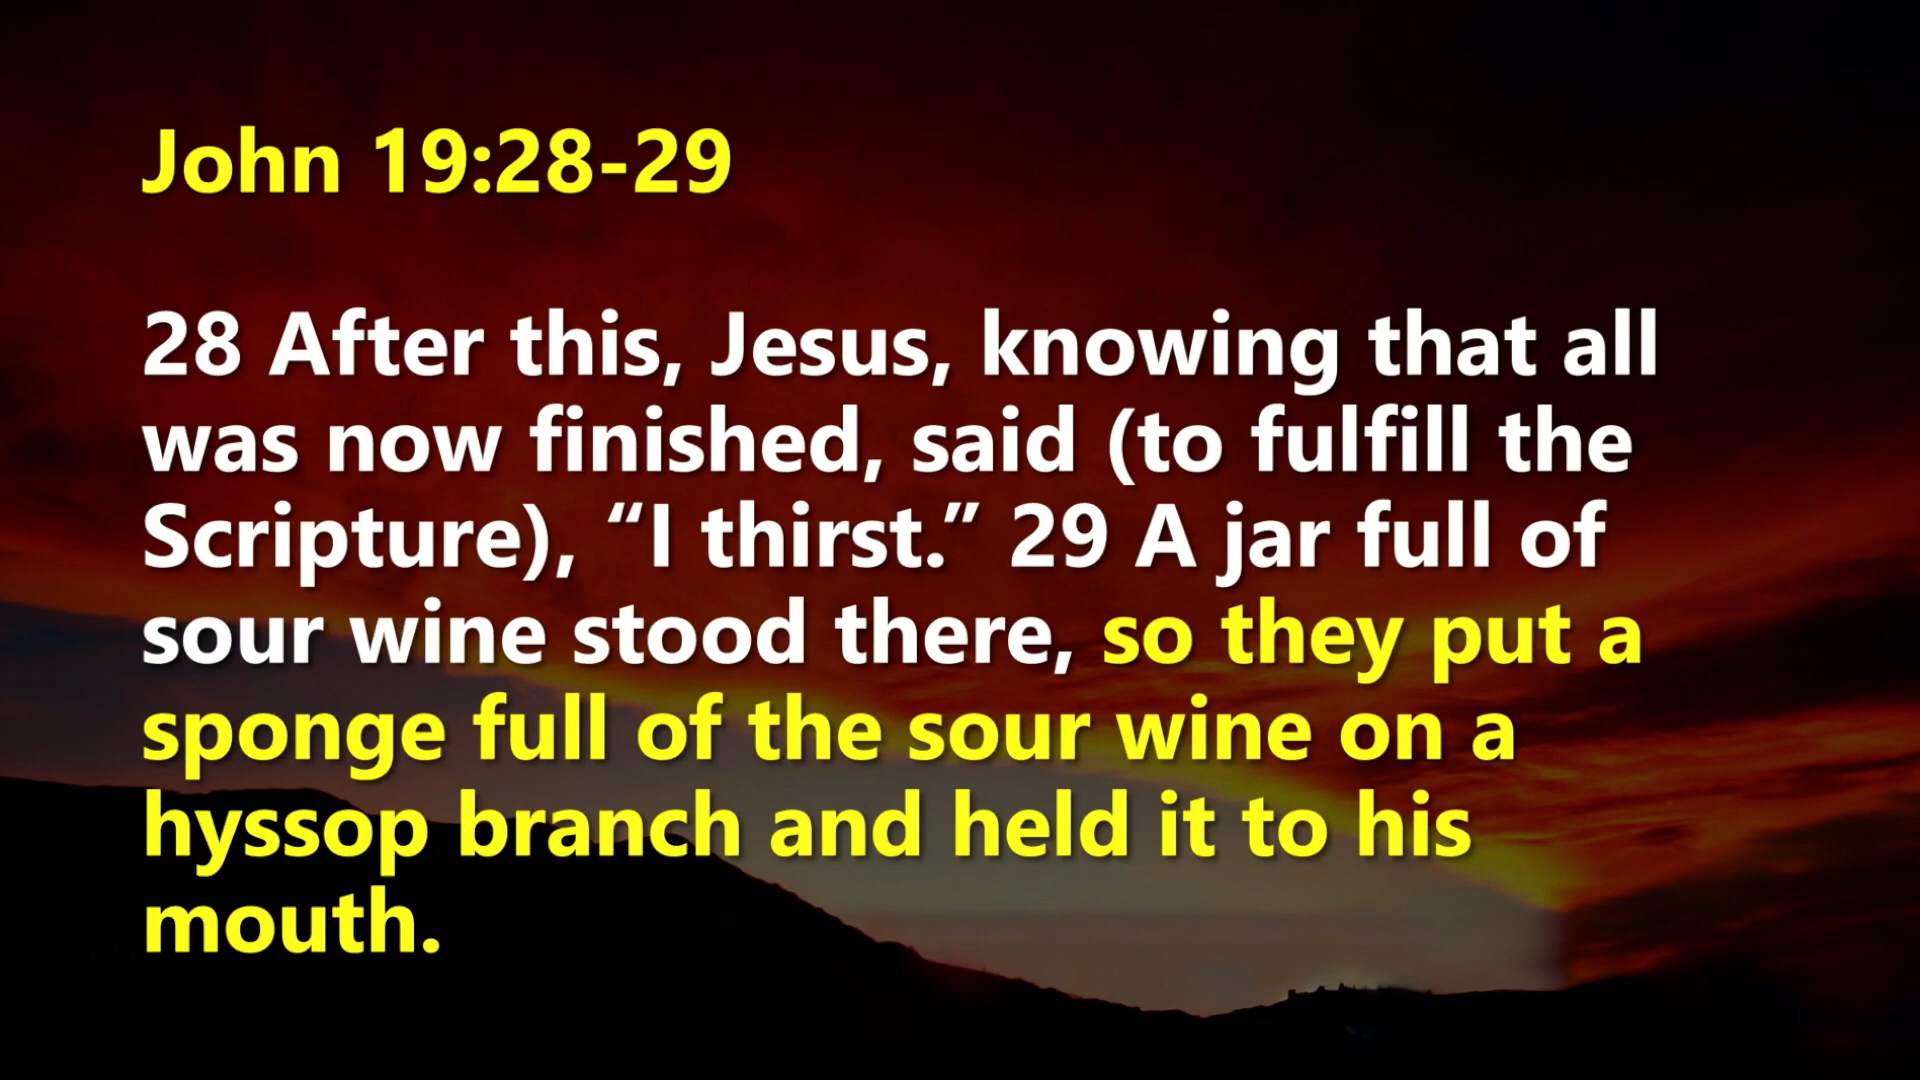 John 19:28-29
28 After this, Jesus, knowing that all
was now finished, said (to fulfill the
Scripture), “I thirst.” 29 A jar full of
sour wine stood there, so they put a
sponge full of the sour wine on a
hyssop branch and held it to his
mouth.